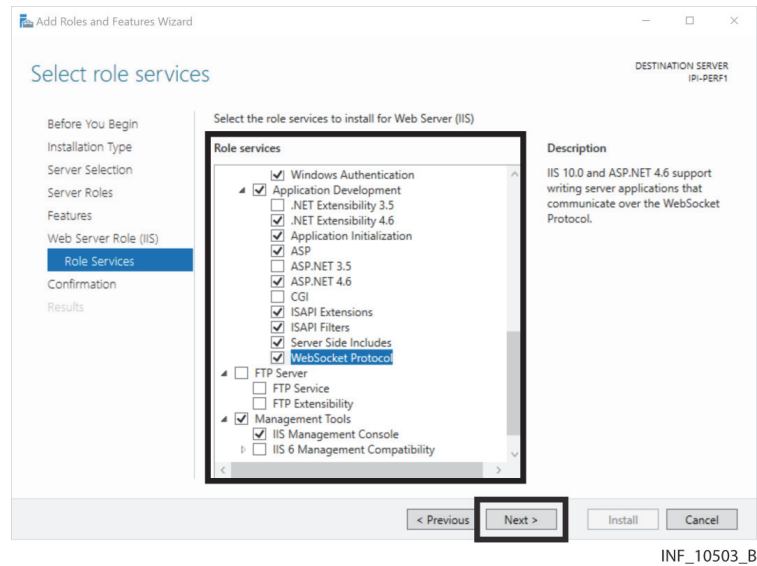 Add Roles and Features Wizard
Select role services
DESTINATION SERVER
IPI-PERF1
Before You Begin
Installation Type
Server Selection
Server Roles
Features
Web Server Role (IIS)
Role Services
Confirmation
Results
Select the role services to install for Web Server (IIS)
Role services
Windows Authentication
Application Development
.NET Extensibility 3.5
.NET Extensibility 4.6
Application Initialization
ASP
ASP.NET 3.5
ASP.NET 4.6
CGI
ISAPI Extensions
ISAPI Filters
Server Side Includes
WebSocket Protocol
FTP Server
FTP Service
FTP Extensibility
Management Tools
IIS Management Console
IIS 6 Management Compatibility
Description
IIS 10.0 and ASP.NET 4.6 support
writing server applications that
communicate over the WebSocket
Protocol.
< Previous
Next >
Install
Cancel
INF_10503_B